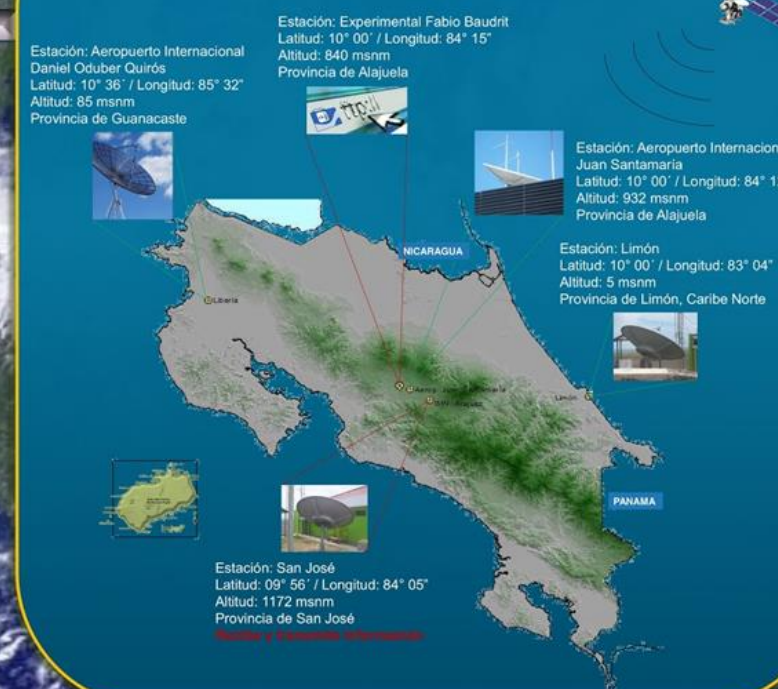 Estación: Experimental Fabio Baudrit
Latitud: 10° 00´ / Longitud: 84° 15”
Altitud: 840 msnm
Provincia de Alajuela
Estación: Aeropuerto Internacional
Daniel Oduber Quirós
Latitud: 10° 36´ / Longitud: 85° 32”
Altitud: 85 msnm
Provincia de Guanacaste
ftp://
Estación: Aeropuerto Internacion
Juan Santamaría
Latitud: 10° 00´ / Longitud: 84° 1
Altitud: 932 msnm
Provincia de Alajuela
NICARAGUA
Estación: Limón
Latitud: 10° 00´ / Longitud: 83° 04”
Altitud: 5 msnm
Provincia de Limón, Caribe Norte
Liberia
Limón
PANAMA
Estación: San José
Latitud: 09° 56´ / Longitud: 84° 05”
Altitud: 1172 msnm
Provincia de San José